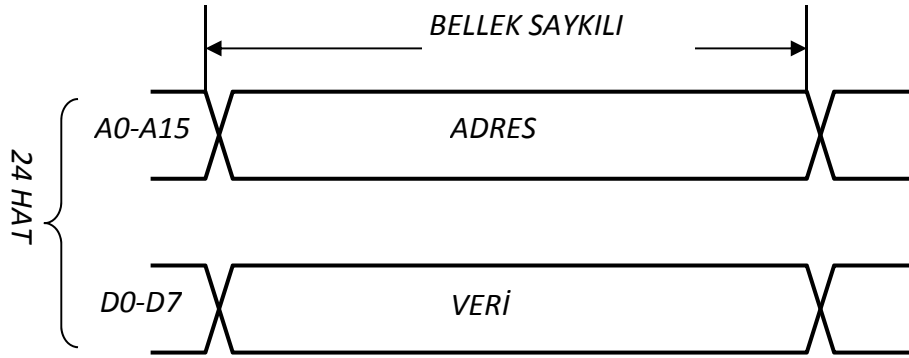 BELLEK SAYKILI
A0-A15
ADRES
24 HAT
D0-D7
VERİ